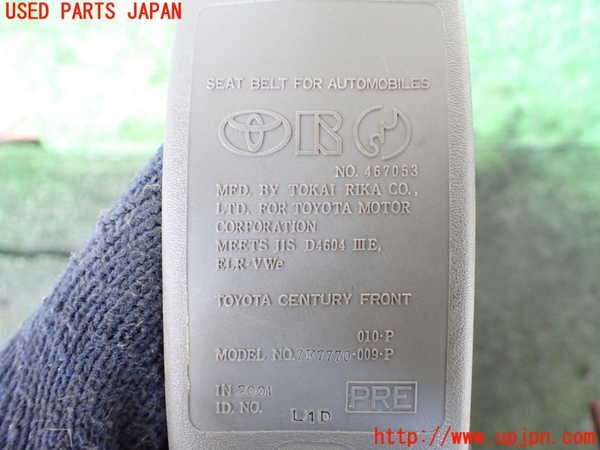 USED PARTS JAPAN
SEAT BELT FOR AUTOMOBILES
NO. 467053
MFD. BY TOKAI RIKA CO.,
LTD. FOR TOYOTA MOTOR
CORPORATION
MEETS JIS D4604 ⅢE,
ELR·VWe
TOYOTA CENTURY FRONT
010-P
MODEL NO. -009-P
IN
ID. NO. L1D
PRE
http://www.upjpn.com/